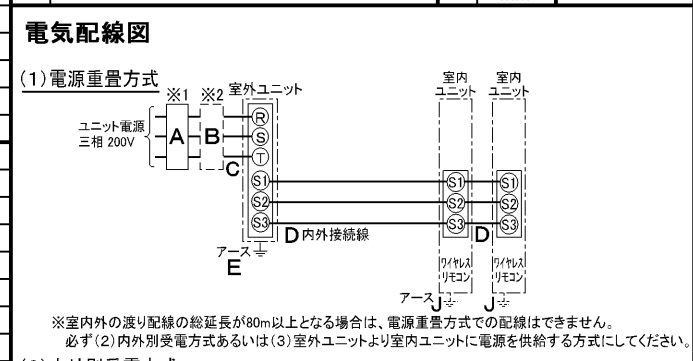 電気配線図
(1)電源重畳方式
※1 ※2 室外ユニット
室内
ユニット
室内
ユニット
ユニット電源
三相 200V
A
B
C
R
S
T
S1
S2
S3
S1
S2
S3
S1
S2
S3
D 内外接続線
D
アース
E
ワイヤレス
リモコン
ワイヤレス
リモコン
アース J
J
※室内外の渡り配線の総延長が80m以上となる場合は、電源重畳方式での配線はできません。
必ず(2)内外別受電方式あるいは(3)室外ユニットより室内ユニットに電源を供給する方式にしてください。